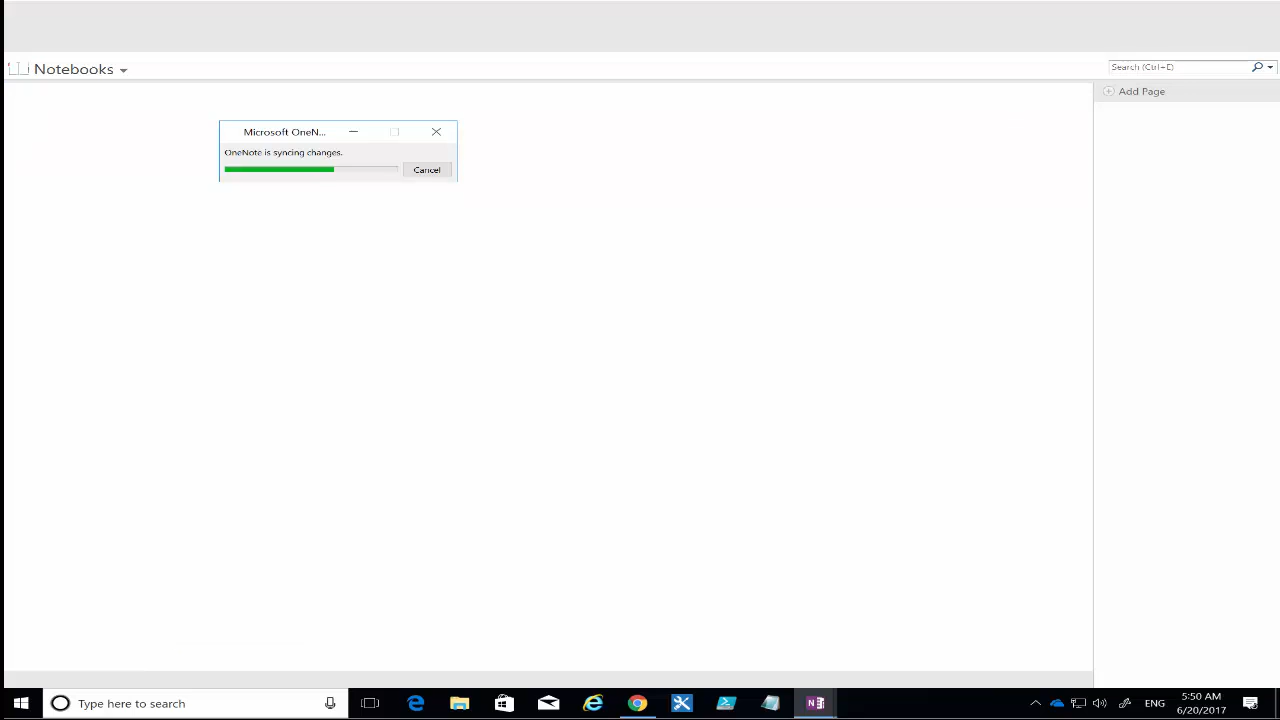 Notebooks
Search (Ctrl+E)
Add Page
Microsoft OneN...
OneNote is syncing changes.
Cancel
Type here to search
N
ENG
5:50 AM
6/20/2017